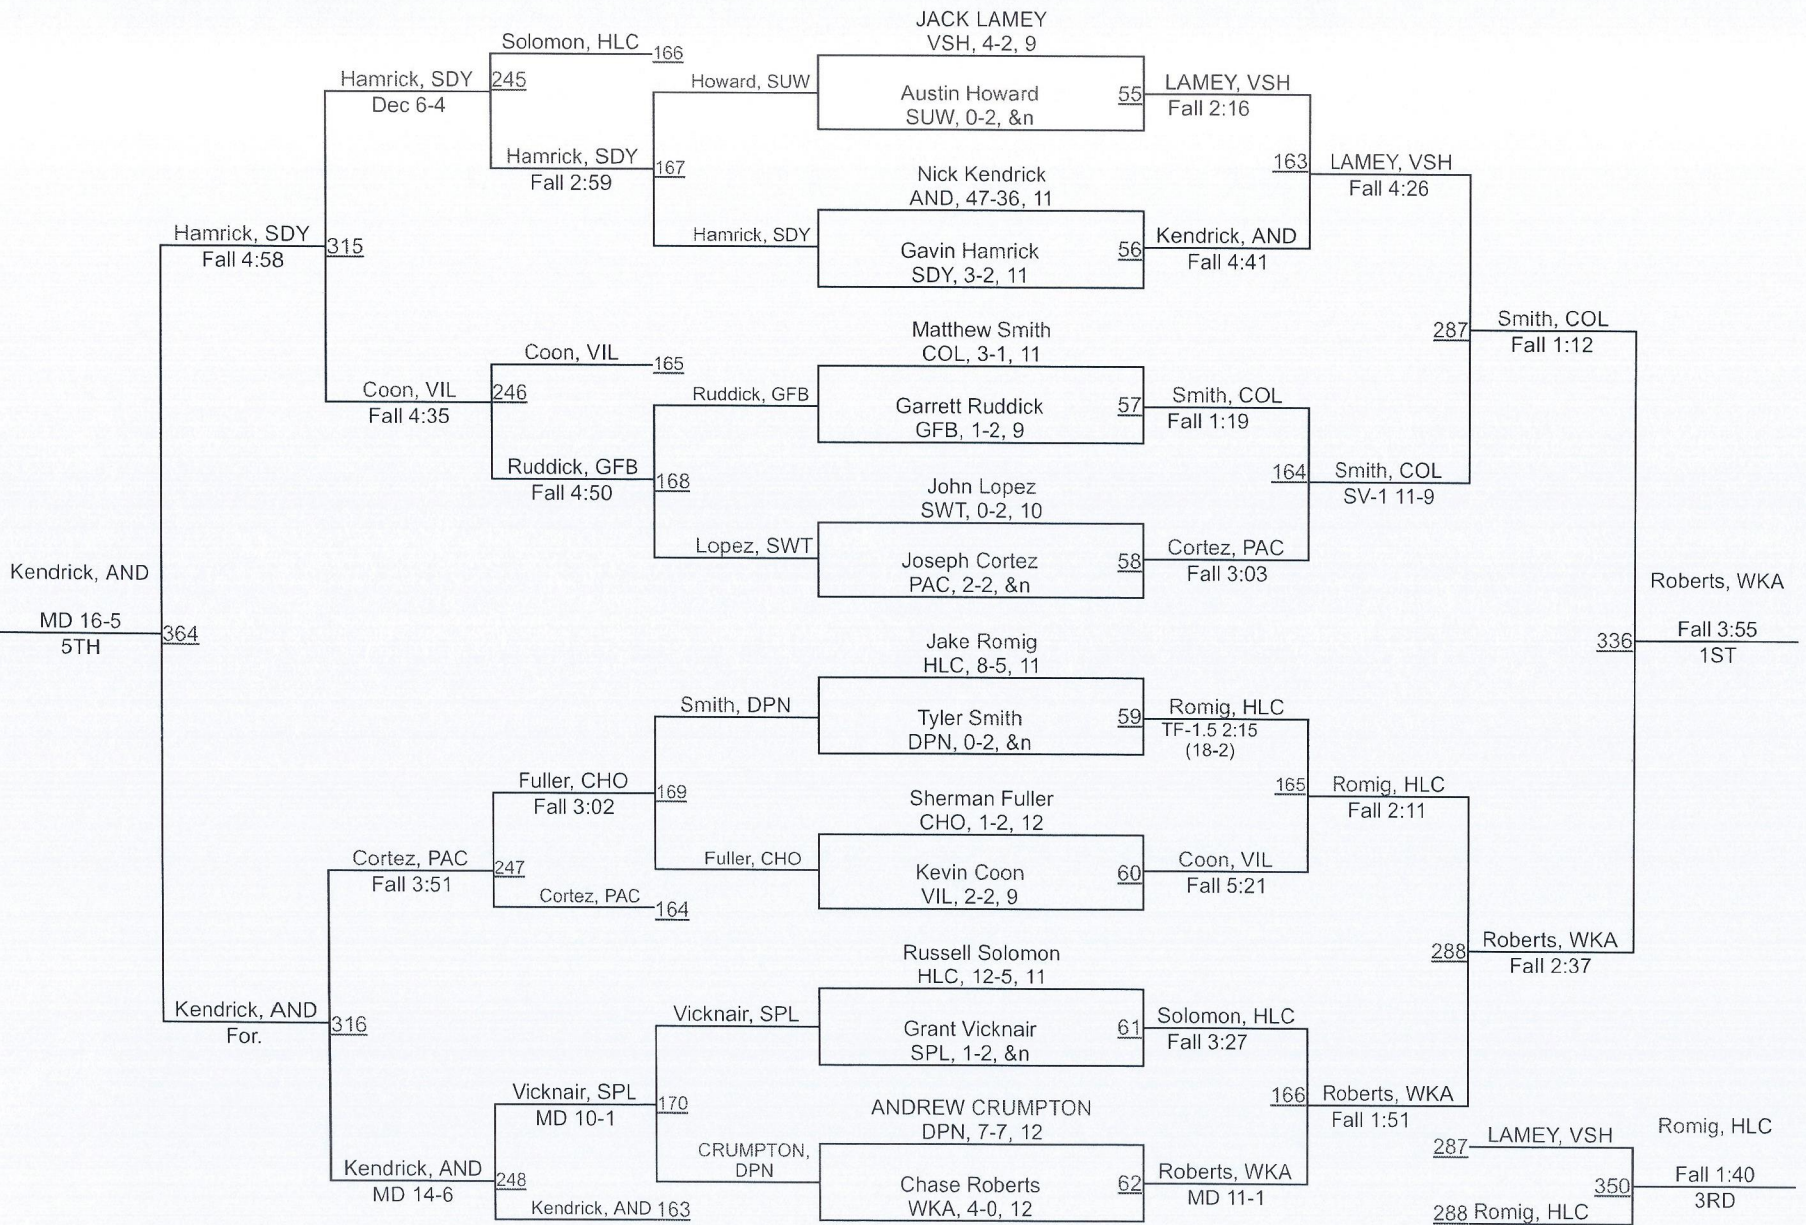 JACK LAMEY
VSH, 4-2, 9
Solomon, HLC 166
Hamrick, SDY 245
Dec 6-4
Howard, SUW
Austin Howard 55
SUW, 0-2, &n
LAMEY, VSH
Fall 2:16
Hamrick, SDY 167
Fall 2:59
Nick Kendrick
AND, 47-36, 11
163 LAMEY, VSH
Fall 4:26
Hamrick, SDY 315
Fall 4:58
Hamrick, SDY
Gavin Hamrick 56
SDY, 3-2, 11
Kendrick, AND
Fall 4:41
Matthew Smith
COL, 3-1, 11
287 Smith, COL
Fall 1:12
Coon, VIL 165
Coon, VIL 246
Fall 4:35
Ruddick, GFB
Garrett Ruddick 57
GFB, 1-2, 9
Smith, COL
Fall 1:19
Ruddick, GFB 168
Fall 4:50
John Lopez
SWT, 0-2, 10
164 Smith, COL
SV-1 11-9
Lopez, SWT
Joseph Cortez 58
PAC, 2-2, &n
Cortez, PAC
Fall 3:03
Kendrick, AND
MD 16-5 364
5TH
Roberts, WKA
336 Fall 3:55
1ST
Jake Romig
HLC, 8-5, 11
Smith, DPN
Tyler Smith 59
DPN, 0-2, &n
Romig, HLC
TF-1.5 2:15
(18-2)
Fuller, CHO 169
Fall 3:02
Sherman Fuller
CHO, 1-2, 12
165 Romig, HLC
Fall 2:11
Cortez, PAC 247
Fall 3:51
Fuller, CHO
Kevin Coon 60
VIL, 2-2, 9
Coon, VIL
Fall 5:21
Cortez, PAC 164
Russell Solomon
HLC, 12-5, 11
288 Roberts, WKA
Fall 2:37
Kendrick, AND 316
For.
Vicknair, SPL
Grant Vicknair 61
SPL, 1-2, &n
Solomon, HLC
Fall 3:27
Vicknair, SPL 170
MD 10-1
ANDREW CRUMPTON
DPN, 7-7, 12
166 Roberts, WKA
Fall 1:51
Kendrick, AND 248
MD 14-6
CRUMPTON,
DPN
Chase Roberts 62
WKA, 4-0, 12
Roberts, WKA
MD 11-1
Kendrick, AND 163
287 LAMEY, VSH
Romig, HLC
350 Fall 1:40
3RD
288 Romig, HLC